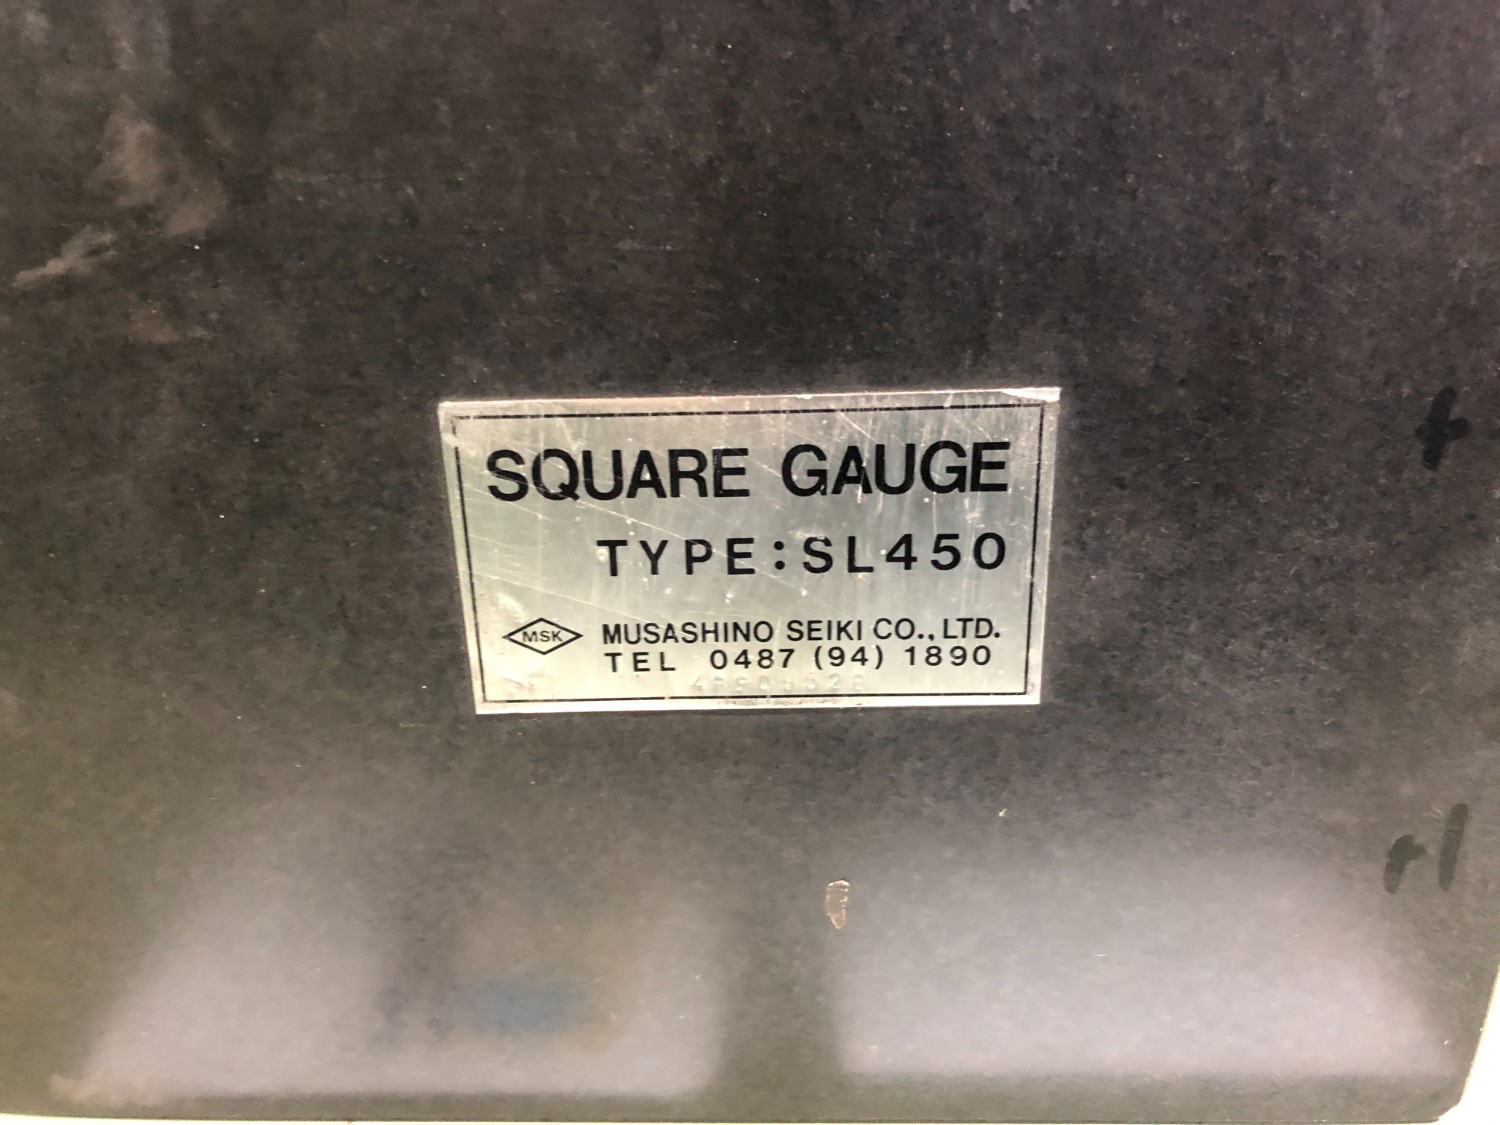 SQUARE GAUGE
TYPE:SL450
MSK MUSASHINO SEIKI CO.,LTD.
TEL 0487 (94) 1890